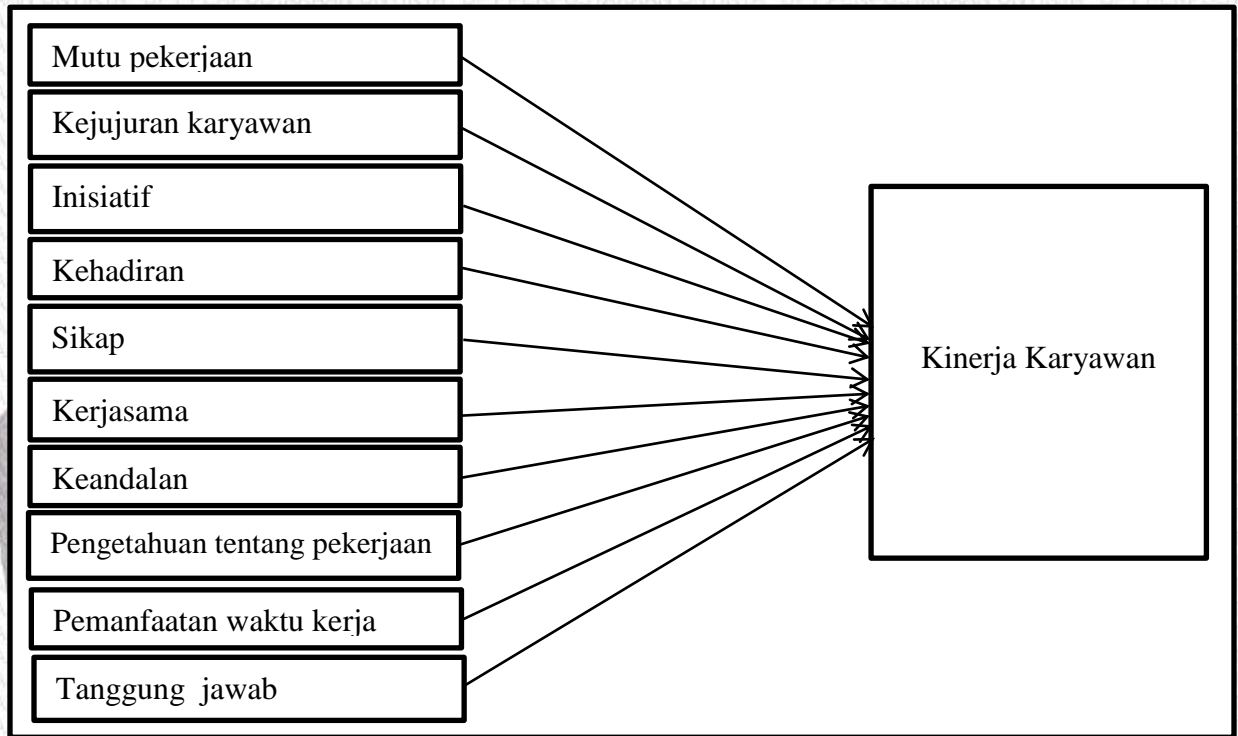 Mutu pekerjaan
Kejujuran karyawan
Inisiatif
Kehadiran
Sikap
Kerjasama
Keandalan
Pengetahuan tentang pekerjaan
Pemanfaatan waktu kerja
Tanggung jawab
Kinerja Karyawan